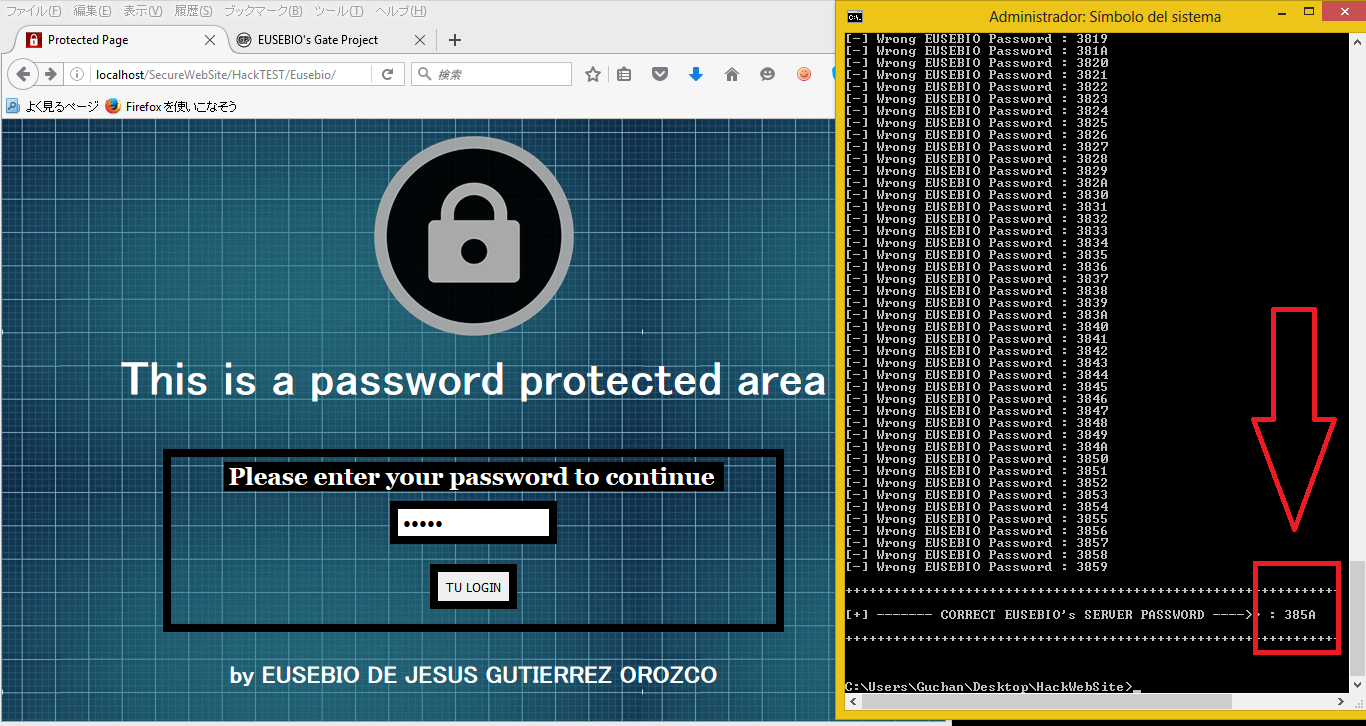 ファイル(F) 編集(E) 表示(V) 履歴(S) ブックマーク(B) ツール(T) ヘルプ(H)
Protected Page
EUSEBIO's Gate Project
localhost/SecureWebSite/HackTEST/Eusebio/
検索
よく見るページ
Firefox を使いこなそう
This is a password protected area
Please enter your password to continue
•••••
TU LOGIN
by EUSEBIO DE JESUS GUTIERREZ OROZCO
Administrador: Símbolo del sistema
[-] Wrong EUSEBIO Password : 3819
[-] Wrong EUSEBIO Password : 381A
[-] Wrong EUSEBIO Password : 3820
[-] Wrong EUSEBIO Password : 3821
[-] Wrong EUSEBIO Password : 3822
[-] Wrong EUSEBIO Password : 3823
[-] Wrong EUSEBIO Password : 3824
[-] Wrong EUSEBIO Password : 3825
[-] Wrong EUSEBIO Password : 3826
[-] Wrong EUSEBIO Password : 3827
[-] Wrong EUSEBIO Password : 3828
[-] Wrong EUSEBIO Password : 3829
[-] Wrong EUSEBIO Password : 382A
[-] Wrong EUSEBIO Password : 3830
[-] Wrong EUSEBIO Password : 3831
[-] Wrong EUSEBIO Password : 3832
[-] Wrong EUSEBIO Password : 3833
[-] Wrong EUSEBIO Password : 3834
[-] Wrong EUSEBIO Password : 3835
[-] Wrong EUSEBIO Password : 3836
[-] Wrong EUSEBIO Password : 3837
[-] Wrong EUSEBIO Password : 3838
[-] Wrong EUSEBIO Password : 3839
[-] Wrong EUSEBIO Password : 383A
[-] Wrong EUSEBIO Password : 3840
[-] Wrong EUSEBIO Password : 3841
[-] Wrong EUSEBIO Password : 3842
[-] Wrong EUSEBIO Password : 3843
[-] Wrong EUSEBIO Password : 3844
[-] Wrong EUSEBIO Password : 3845
[-] Wrong EUSEBIO Password : 3846
[-] Wrong EUSEBIO Password : 3847
[-] Wrong EUSEBIO Password : 3848
[-] Wrong EUSEBIO Password : 3849
[-] Wrong EUSEBIO Password : 384A
[-] Wrong EUSEBIO Password : 3850
[-] Wrong EUSEBIO Password : 3851
[-] Wrong EUSEBIO Password : 3852
[-] Wrong EUSEBIO Password : 3853
[-] Wrong EUSEBIO Password : 3854
[-] Wrong EUSEBIO Password : 3855
[-] Wrong EUSEBIO Password : 3856
[-] Wrong EUSEBIO Password : 3857
[-] Wrong EUSEBIO Password : 3858
[-] Wrong EUSEBIO Password : 3859
+++++++++++++++++++++++++++++++++++++++++++++++++++++++++++++
[+] ------- CORRECT EUSEBIO's SERVER PASSWORD ---->> : 385A
+++++++++++++++++++++++++++++++++++++++++++++++++++++++++++++
C:\Users\Guchan\Desktop\HackWebSite>_